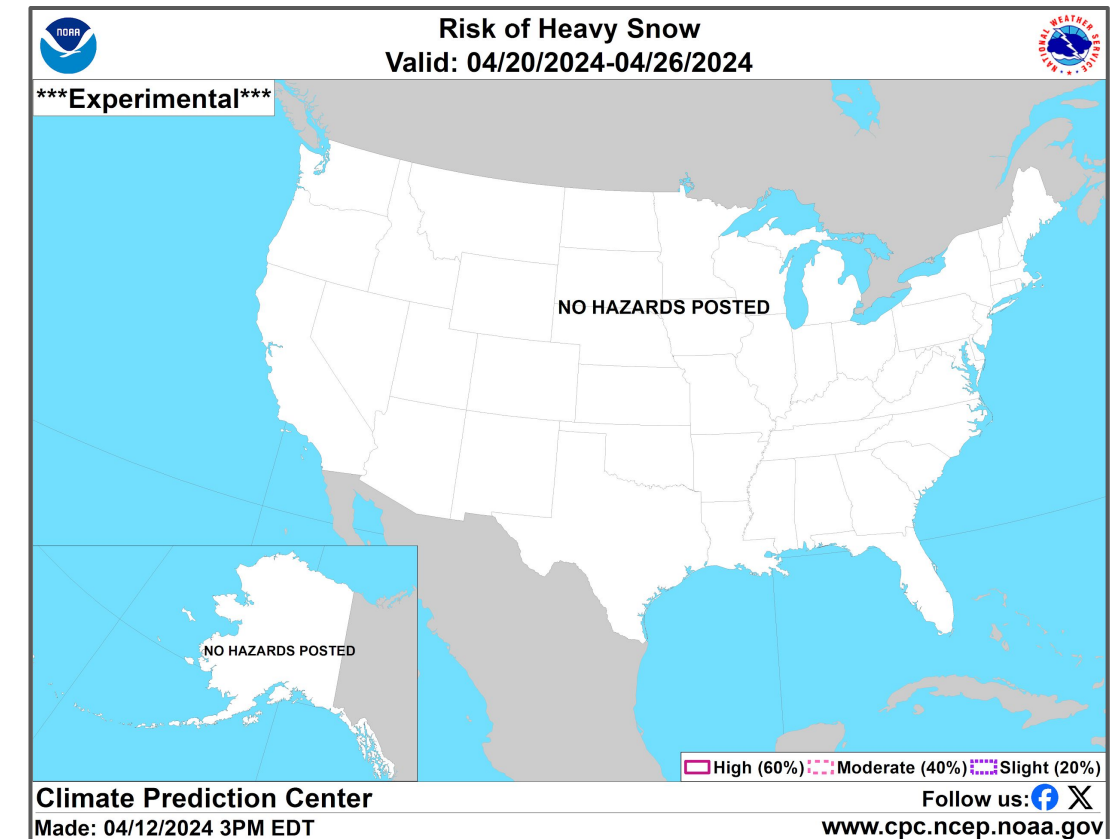 NOAA
Risk of Heavy Snow
Valid: 04/20/2024-04/26/2024
NATIONAL WEATHER SERVICE
***Experimental***
NO HAZARDS POSTED
NO HAZARDS POSTED
High (60%) Moderate (40%) Slight (20%)
Climate Prediction Center
Follow us:
Made: 04/12/2024 3PM EDT
www.cpc.ncep.noaa.gov